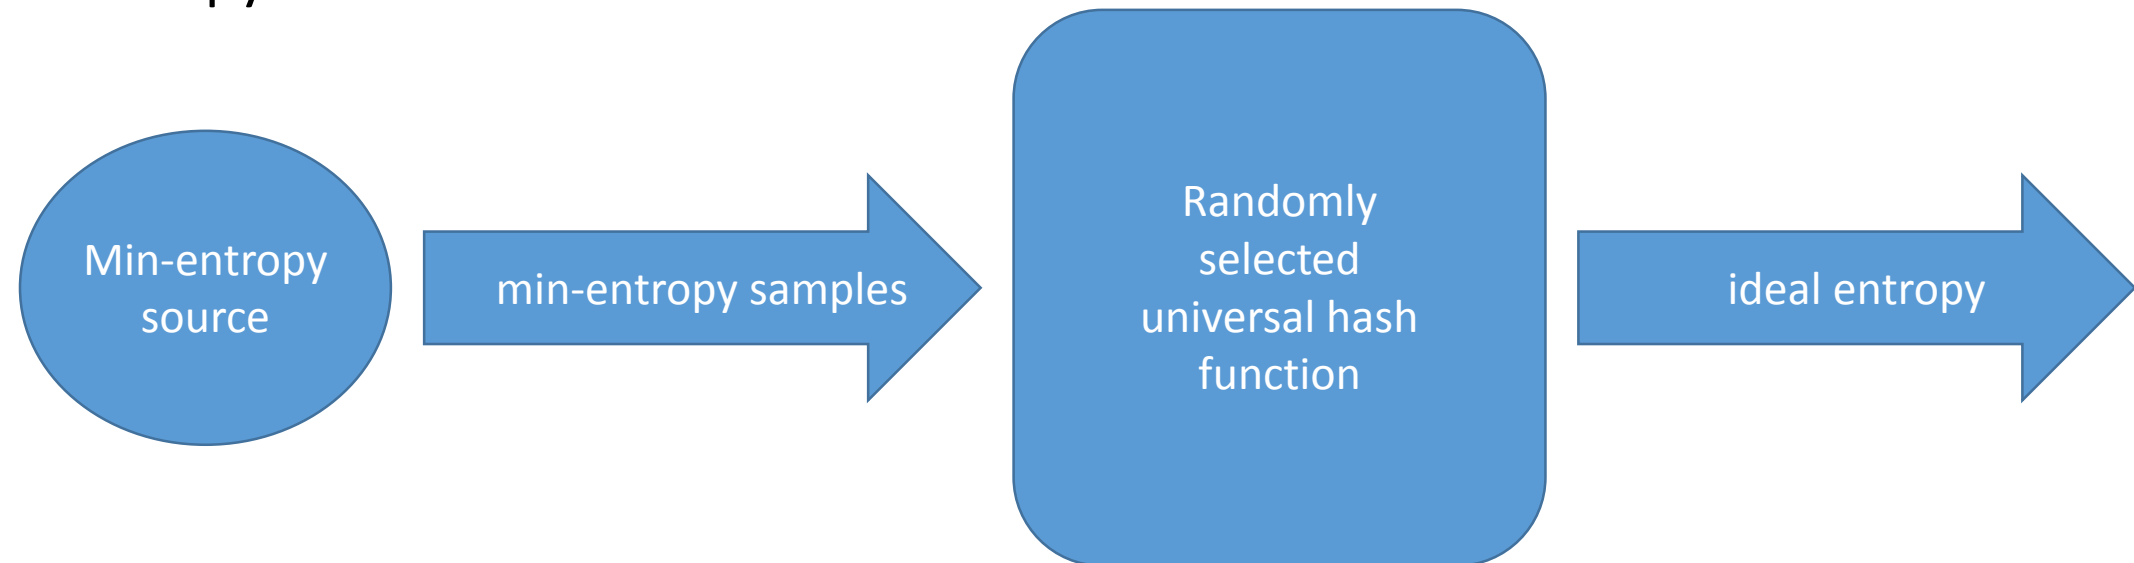 Min-entropy
source
min-entropy samples
Randomly
selected
universal hash
function
ideal entropy